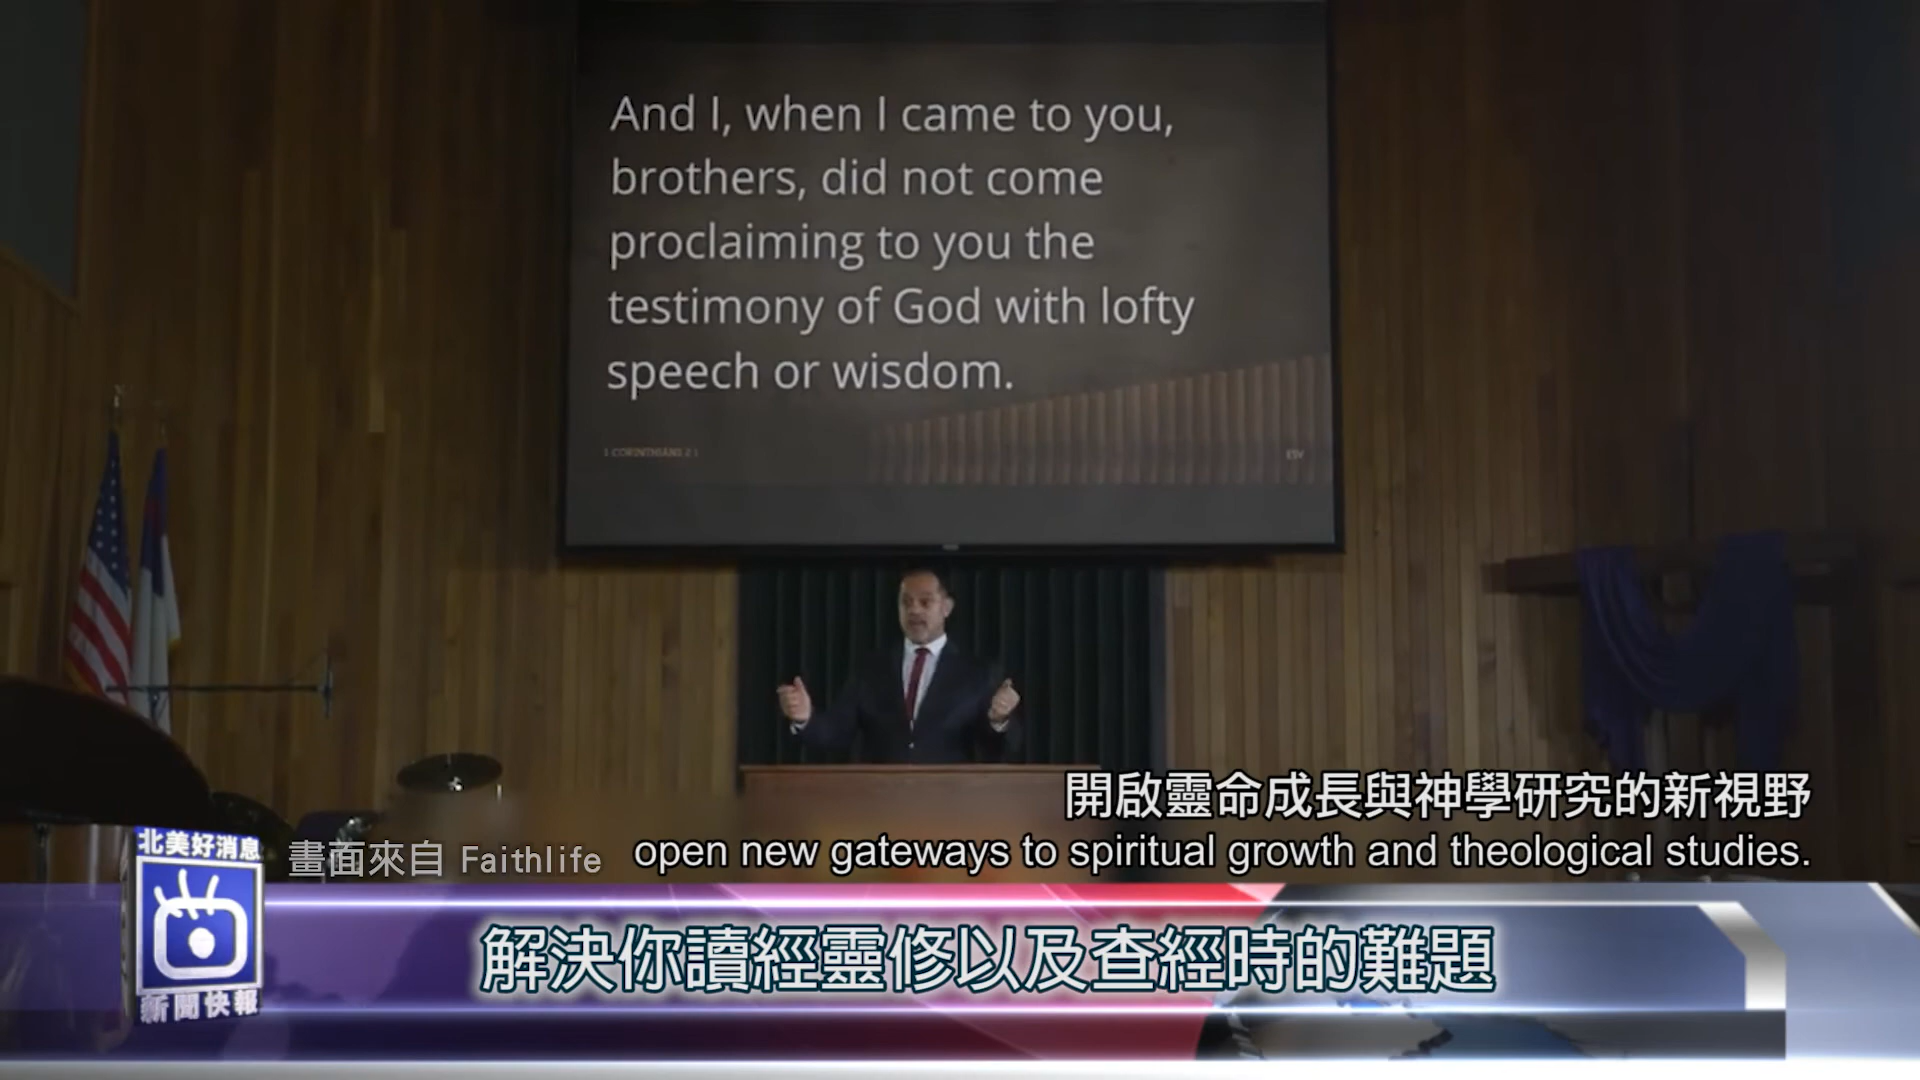 And I, when I came to you,
brothers, did not come
proclaiming to you the
testimony of God with lofty
speech or wisdom.
1 CORINTHIANS 2:1
ESV
開啟靈命成長與神學研究的新視野
open new gateways to spiritual growth and theological studies.
畫面來自 Faithlife
北美好消息
新聞快報
解決你讀經靈修以及查經時的難題